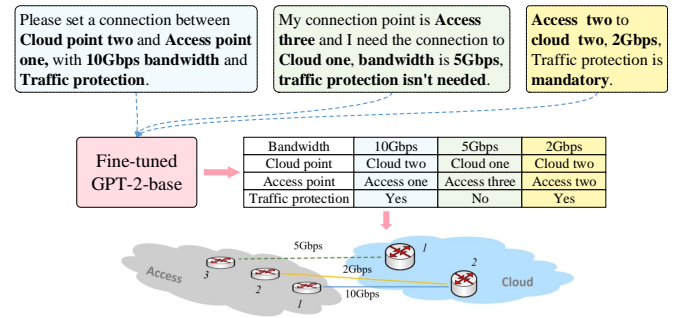 Please set a connection between
Cloud point two and Access point
one, with 10Gbps bandwidth and
Traffic protection.
My connection point is Access
three and I need the connection to
Cloud one, bandwidth is 5Gbps,
traffic protection isn't needed.
Access two to
cloud two, 2Gbps,
Traffic protection is
mandatory.
Fine-tuned
GPT-2-base
Bandwidth 10Gbps 5Gbps 2Gbps
Cloud point Cloud two Cloud one Cloud two
Access point Access one Access three Access two
Traffic protection Yes No Yes
5Gbps
1
Access
3
2
2Gbps
2
Cloud
1
10Gbps